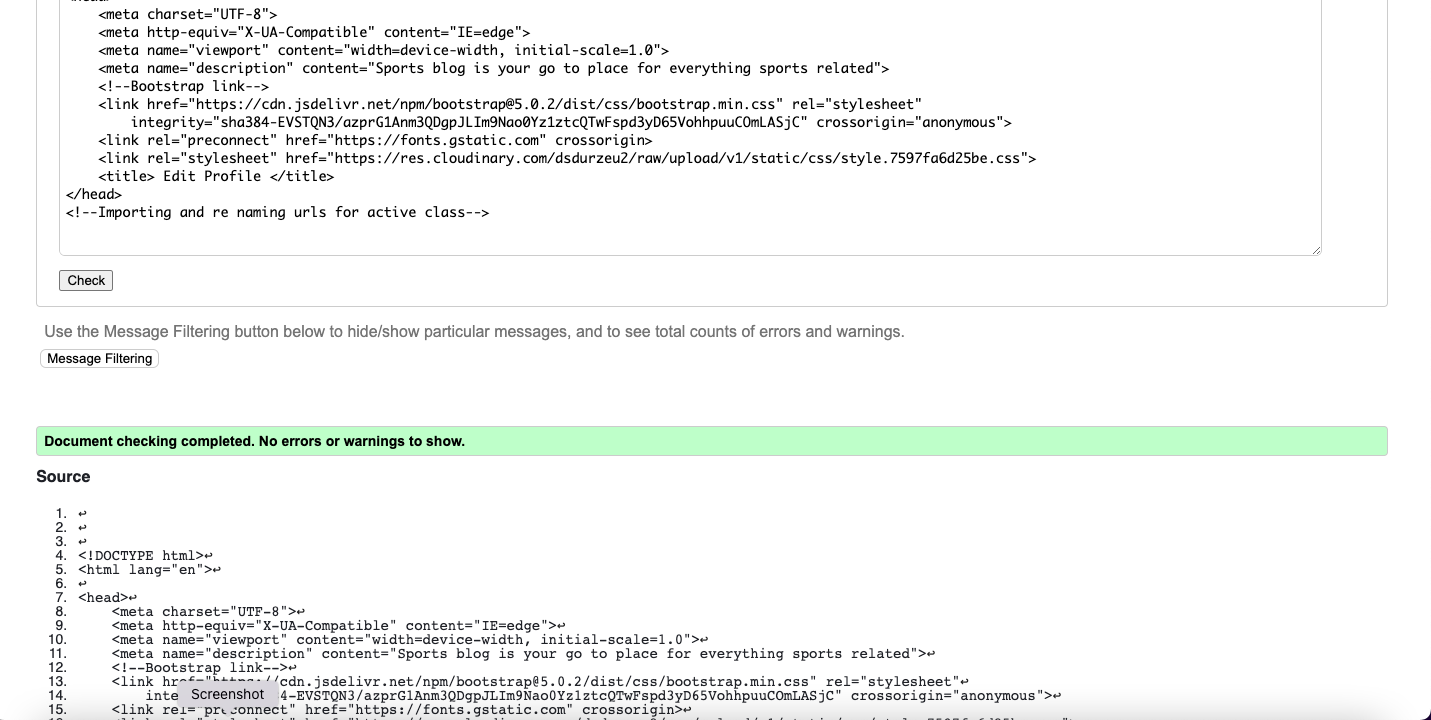 <meta charset="UTF-8">
<meta http-equiv="X-UA-Compatible" content="IE=edge">
<meta name="viewport" content="width=device-width, initial-scale=1.0">
<meta name="description" content="Sports blog is your go to place for everything sports related">
<!--Bootstrap link-->
<link href="https://cdn.jsdelivr.net/npm/bootstrap@5.0.2/dist/css/bootstrap.min.css" rel="stylesheet"
integrity="sha384-EVSTQN3/azprG1Anm3QDgpJLIm9Nao0Yz1ztcQTwFspd3yD65VohhpuuCOmLASjC" crossorigin="anonymous">
<link rel="preconnect" href="https://fonts.gstatic.com" crossorigin>
<link rel="stylesheet" href="https://res.cloudinary.com/dsdurzeu2/raw/upload/v1/static/css/style.7597fa6d25be.css">
<title> Edit Profile </title>
</head>
<!--Importing and re naming urls for active class-->
Check
Use the Message Filtering button below to hide/show particular messages, and to see total counts of errors and warnings.
Message Filtering
Document checking completed. No errors or warnings to show.
Source
1. ↩
2. ↩
3. ↩
4. <!DOCTYPE html>↩
5. <html lang="en">↩
6. ↩
7. <head>↩
8. <meta charset="UTF-8">↩
9. <meta http-equiv="X-UA-Compatible" content="IE=edge">↩
10. <meta name="viewport" content="width=device-width, initial-scale=1.0">↩
11. <meta name="description" content="Sports blog is your go to place for everything sports related">↩
12. <!--Bootstrap link-->↩
13. <link href="https://cdn.jsdelivr.net/npm/bootstrap@5.0.2/dist/css/bootstrap.min.css" rel="stylesheet"↩
14. inte 4-EVSTQN3/azprG1Anm3QDgpJLIm9Nao0Yz1ztcQTwFspd3yD65VohhpuuCOmLASjC" crossorigin="anonymous">↩
Screenshot
15. <link rel="preconnect" href="https://fonts.gstatic.com" crossorigin>↩